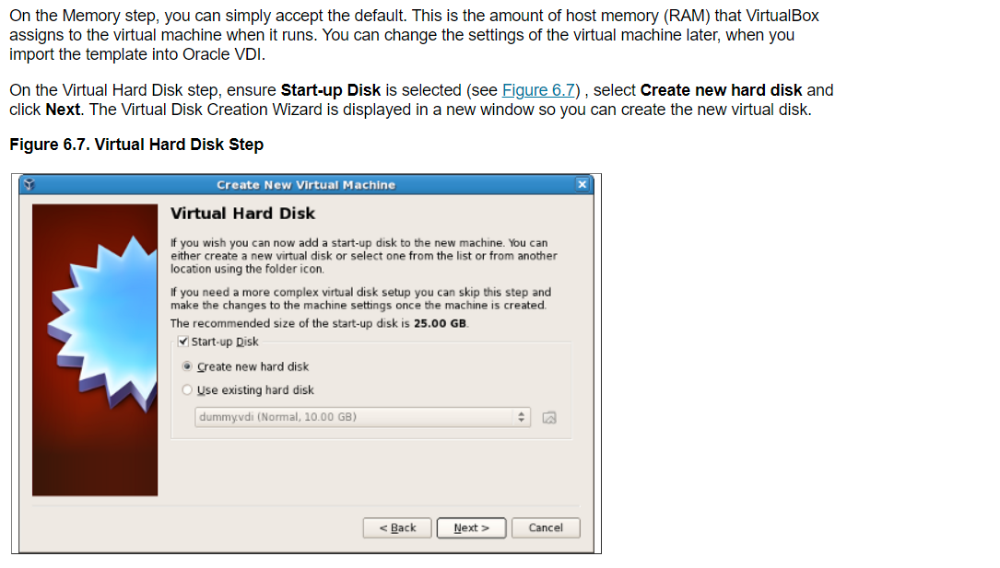 On the Memory step, you can simply accept the default. This is the amount of host memory (RAM) that VirtualBox
assigns to the virtual machine when it runs. You can change the settings of the virtual machine later, when you
import the template into Oracle VDI.
On the Virtual Hard Disk step, ensure Start-up Disk is selected (see Figure 6.7) , select Create new hard disk and
click Next. The Virtual Disk Creation Wizard is displayed in a new window so you can create the new virtual disk.
Figure 6.7. Virtual Hard Disk Step
Create New Virtual Machine
Virtual Hard Disk
If you wish you can now add a start-up disk to the new machine. You can
either create a new virtual disk or select one from the list or from another
location using the folder icon.
If you need a more complex virtual disk setup you can skip this step and
make the changes to the machine settings once the machine is created.
The recommended size of the start-up disk is 25.00 GB.
Start-up Disk
Create new hard disk
Use existing hard disk
dummy.vdi (Normal, 10.00 GB)
< Back Next > Cancel